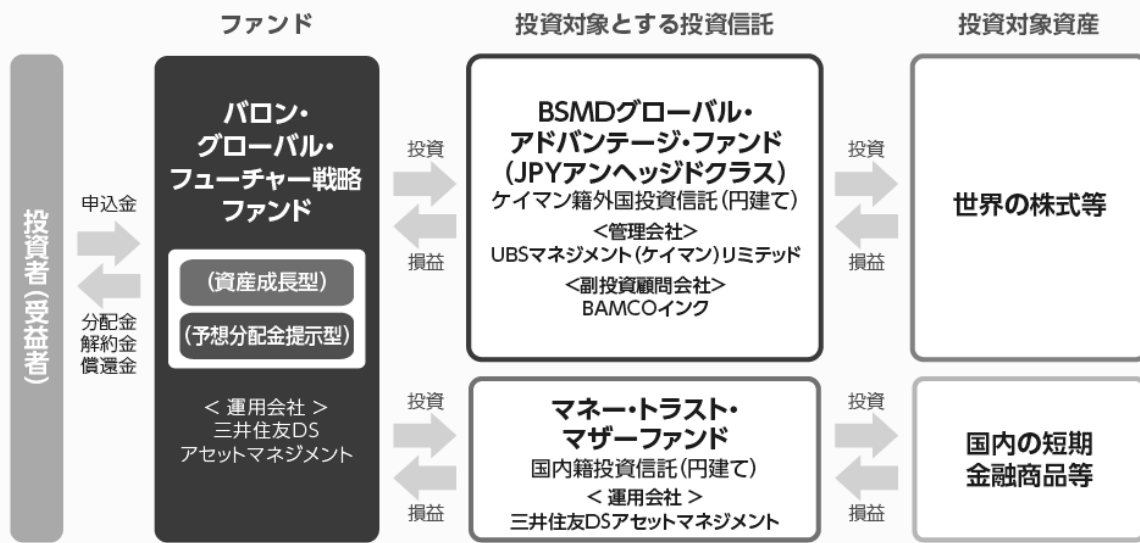 ファンド
投資対象とする投資信託
投資対象資産
投資者(受益者)
申込金
分配金
解約金
償還金
バロン・
グローバル・
フューチャー戦略
ファンド
(資産成長型)
(予想分配金提示型)
< 運用会社 >
三井住友DS
アセットマネジメント
投資
損益
BSMDグローバル・
アドバンテージ・ファンド
(JPYアンヘッジドクラス)
ケイマン籍外国投資信託(円建て)
<管理会社>
UBSマネジメント(ケイマン)リミテッド
<副投資顧問会社>
BAMCOインク
投資
損益
世界の株式等
投資
損益
マネー・トラスト・
マザーファンド
国内籍投資信託(円建て)
< 運用会社 >
三井住友DSアセットマネジメント
投資
損益
国内の短期
金融商品等